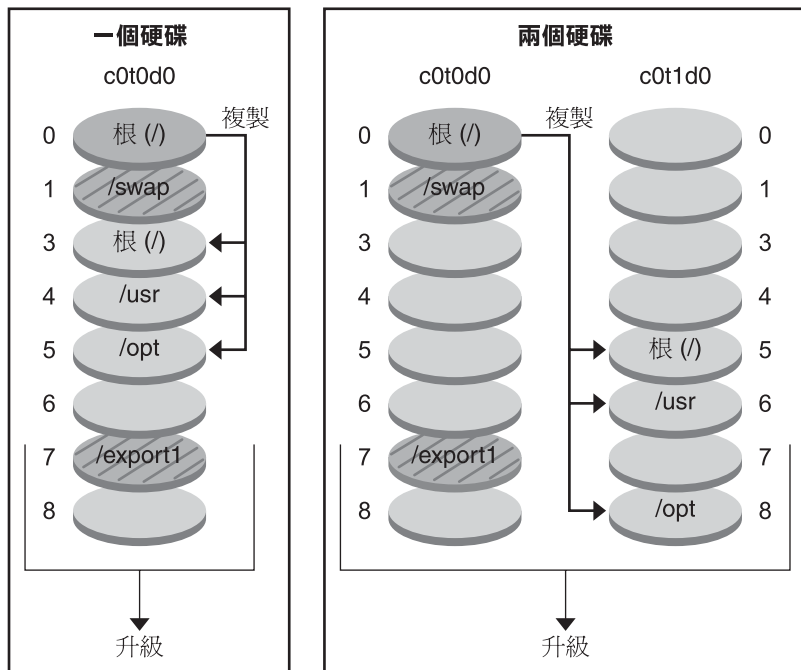 一個硬碟
c0t0d0
複製
0 根 (/)
1 /swap
3 根 (/)
4 /usr
5 /opt
6
7 /export1
8
升級
兩個硬碟
c0t0d0 c0t1d0
複製
0 根 (/) 0
1 /swap 1
3 3
4 4
5 根 (/) 5
6 /usr 6
7 /export1 7
8 /opt 8
升級